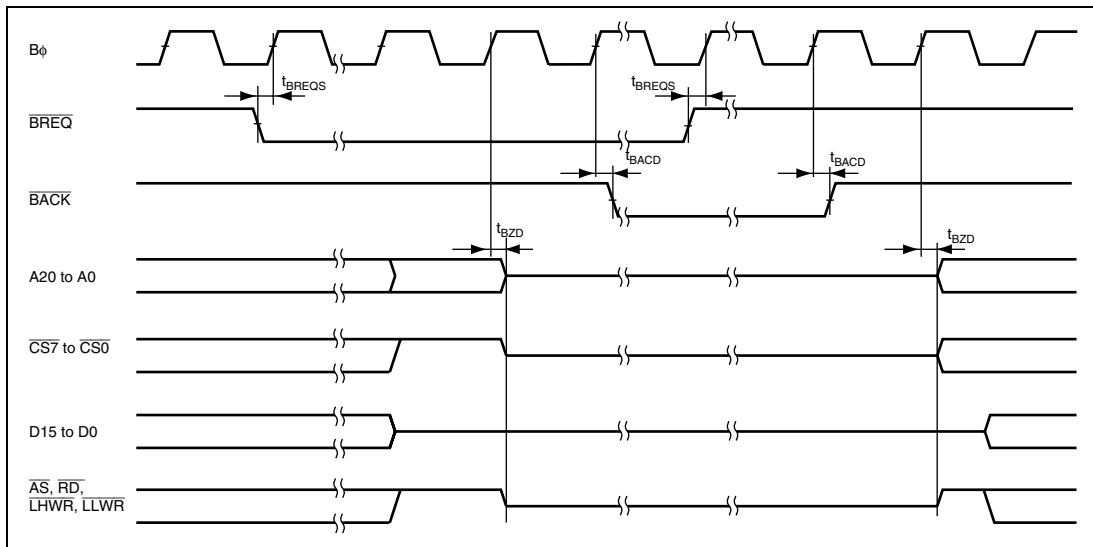 Bϕ
tBREQS
tBREQS
BREQ
tBACD
tBACD
BACK
tBZD
tBZD
A20 to A0
CS7 to CS0
D15 to D0
AS, RD,
LHWR, LLWR